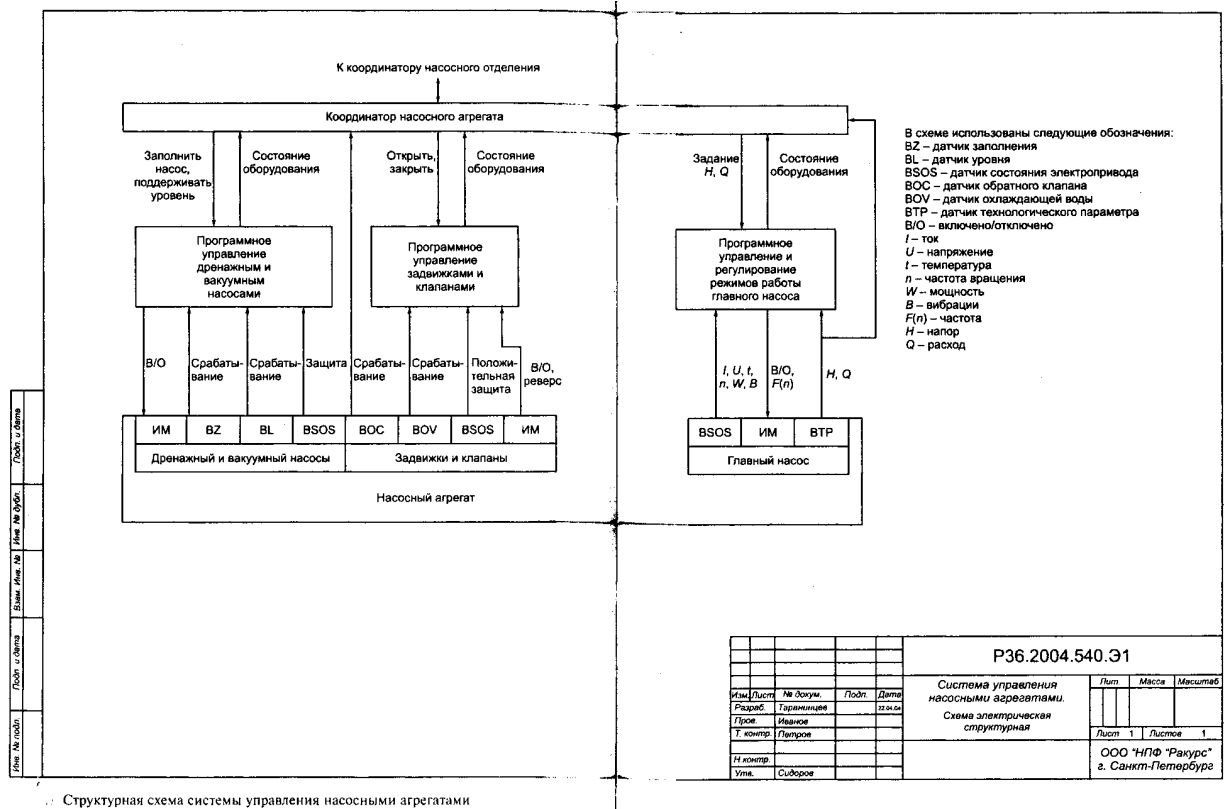 К координатору насосного отделения
Координатор насосного агрегата
Заполнить
насос,
поддерживать
уровень
Состояние
оборудования
Открыть,
закрыть
Состояние
оборудования
Задание
H, Q
Состояние
оборудования
Программное
управление
дренажным и
вакуумным
насосами
Программное
управление
задвижками и
клапанами
Программное
управление и
регулирование
режимов работы
главного насоса
В/О
Срабаты-
вание
Срабаты-
вание
Защита
Срабаты-
вание
Срабаты-
вание
Положи-
тельная
защита
В/О,
реверс
I, U, t,
n, W, B
В/О,
F(n)
H, Q
ИМ
BZ
BL
BSOS
BOC
BOV
BSOS
ИМ
BSOS
ИМ
BTP
Дренажный и вакуумный насосы
Задвижки и клапаны
Главный насос
Насосный агрегат
В схеме использованы следующие обозначения:
BZ – датчик заполнения
BL – датчик уровня
BSOS – датчик состояния электропривода
BOC – датчик обратного клапана
BOV – датчик охлаждающей воды
BTP – датчик технологического параметра
В/О – включено/отключено
I – ток
U – напряжение
t – температура
n – частота вращения
W – мощность
B – вибрации
F(n) – частота
H – напор
Q – расход
Подп. и дата
Инв. № дубл.
Взам. Инв. №
Подп. и дата
Инв. № подл.
Р36.2004.540.Э1
Система управления
насосными агрегатами.
Схема электрическая
структурная
Лит.
Масса
Масштаб
Изм.
Лист
№ докум.
Подп.
Дата
Разраб.
Таранинцев
22.04.04
Пров.
Иванов
Т. контр.
Петров
Н.контр.
Утв.
Сидоров
Лист 1
Листов 1
ООО "НПФ "Ракурс"
г. Санкт-Петербург
Структурная схема системы управления насосными агрегатами